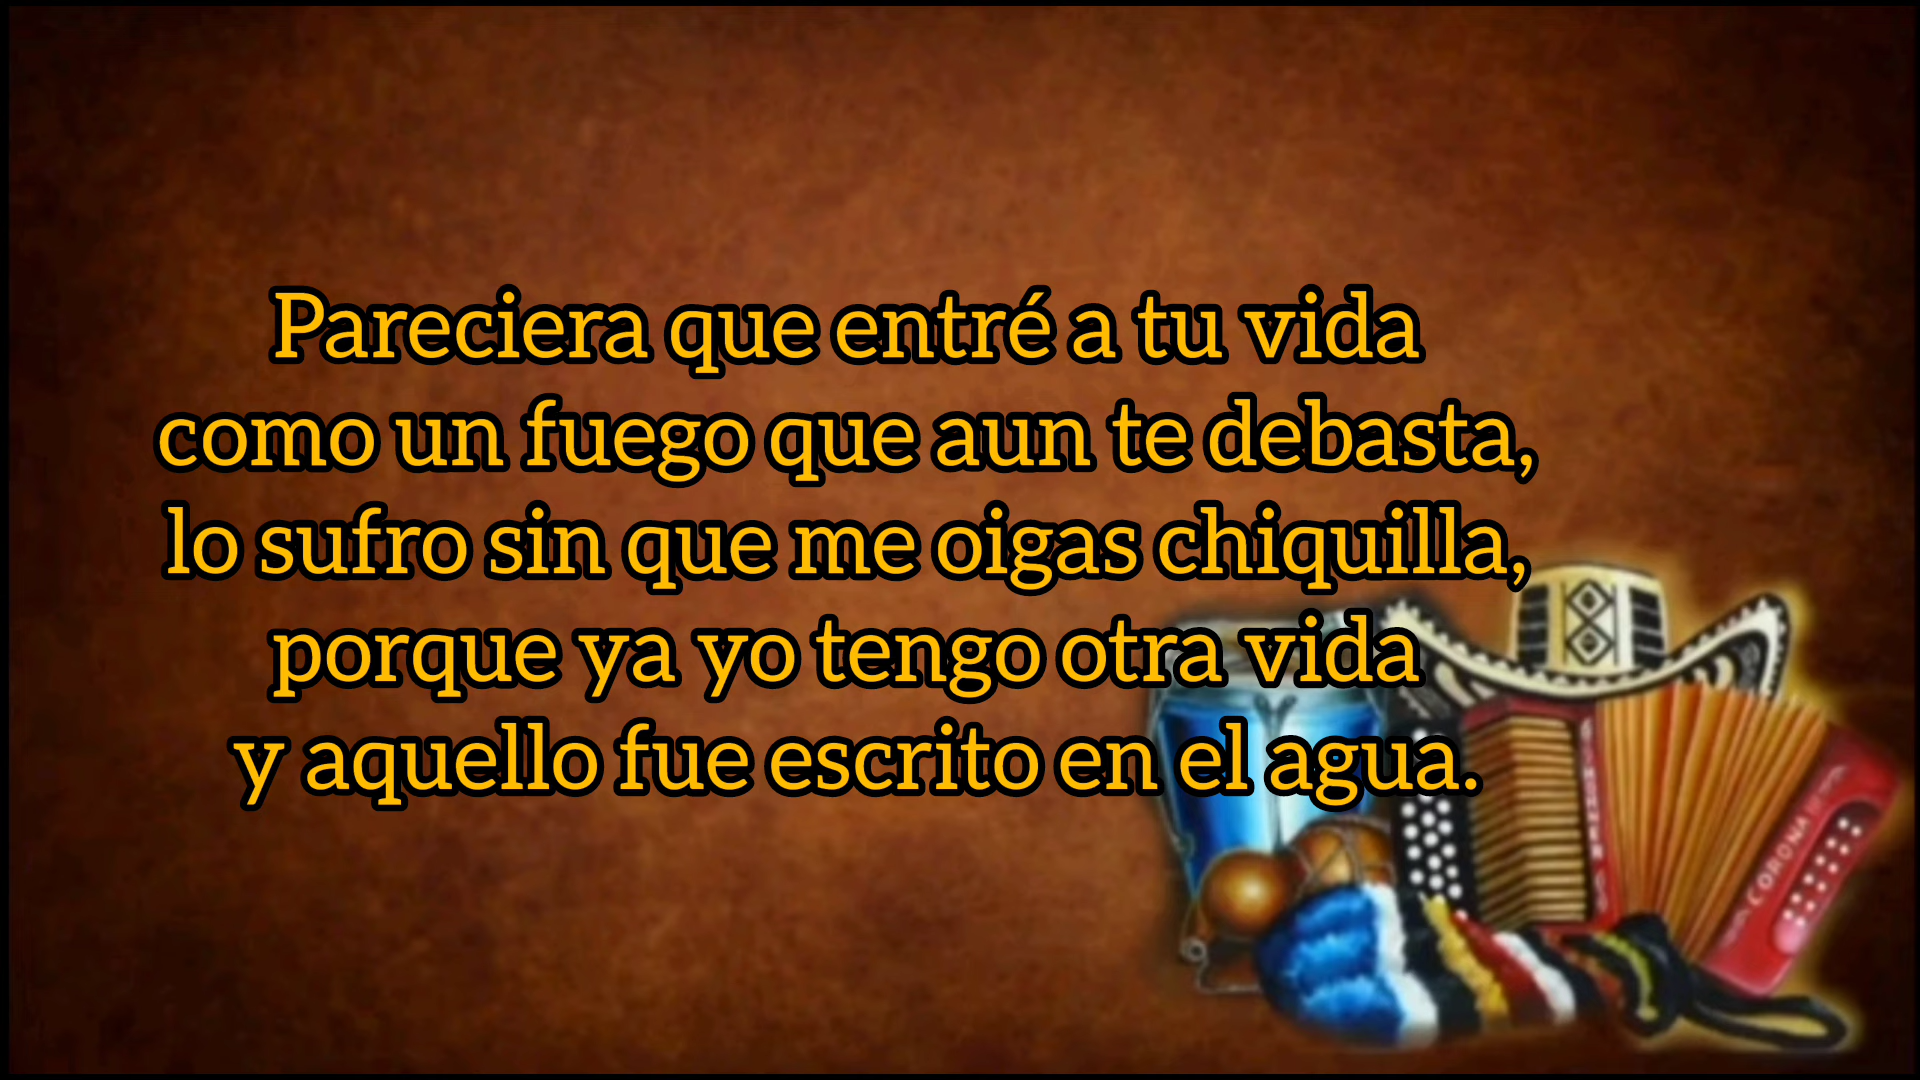 Pareciera que entré a tu vida
como un fuego que aun te debasta,
lo sufro sin que me oigas chiquilla,
porque ya yo tengo otra vida
y aquello fue escrito en el agua.
CORONA